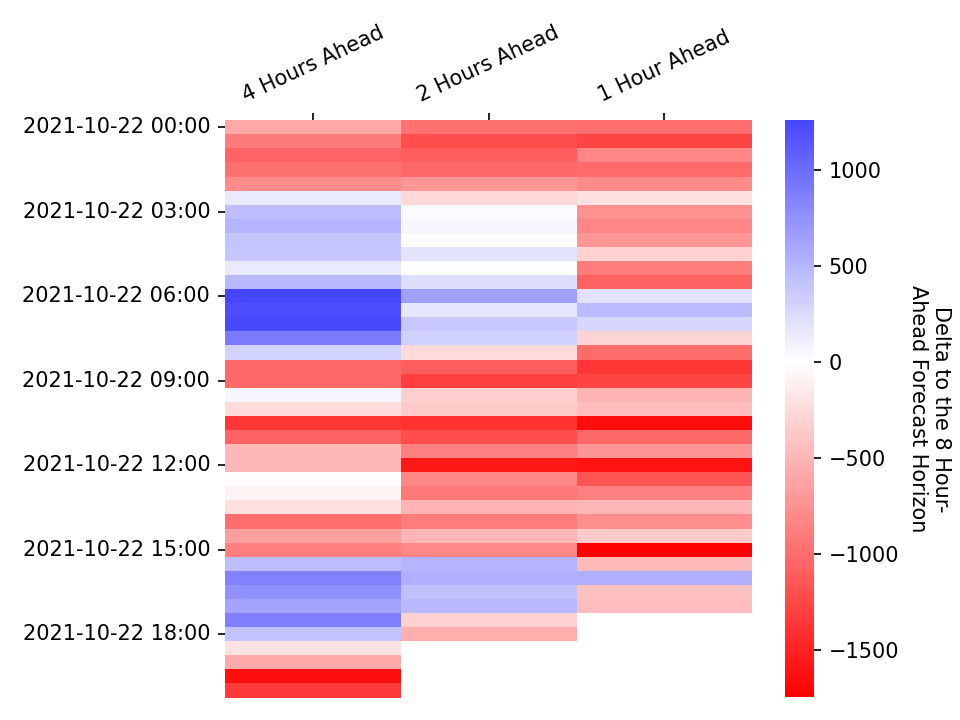 4 Hours Ahead
2 Hours Ahead
1 Hour Ahead
2021-10-22 00:00
2021-10-22 03:00
2021-10-22 06:00
2021-10-22 09:00
2021-10-22 12:00
2021-10-22 15:00
2021-10-22 18:00
1000
500
0
−500
−1000
−1500
Delta to the 8 Hour-
Ahead Forecast Horizon